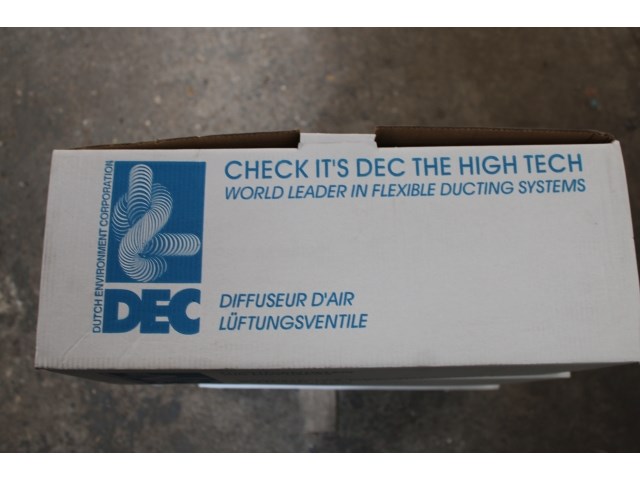 CHECK IT'S DEC THE HIGH TECH
WORLD LEADER IN FLEXIBLE DUCTING SYSTEMS
DUTCH ENVIRONMENT CORPORATION
DEC
DIFFUSEUR D'AIR
LÜFTUNGSVENTILE